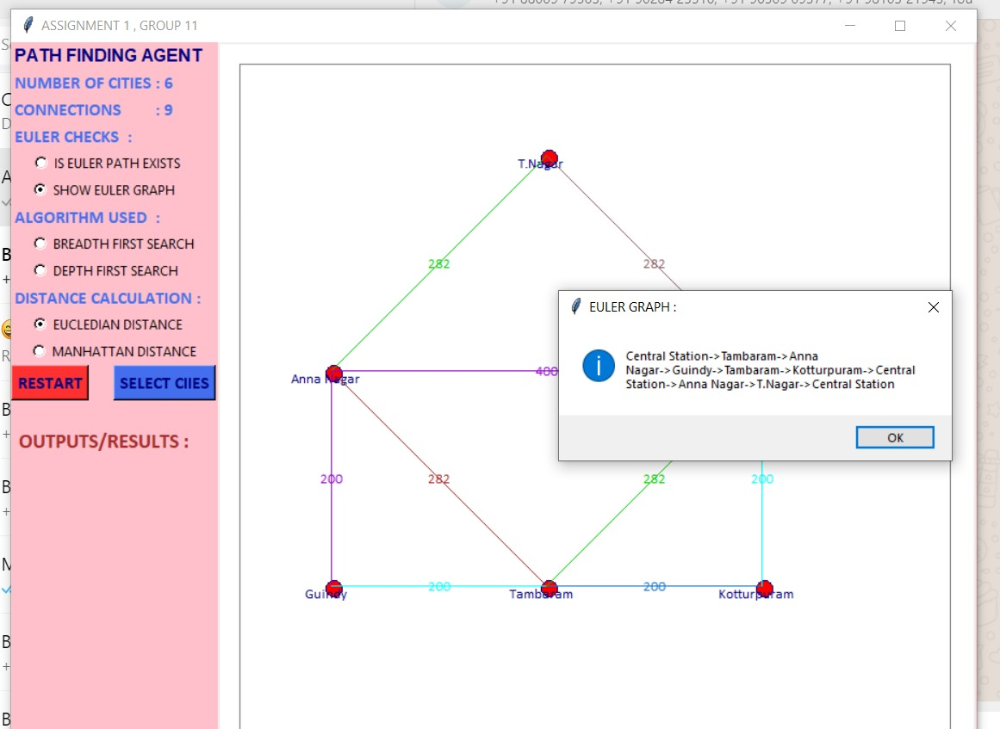 ASSIGNMENT 1 , GROUP 11
PATH FINDING AGENT
NUMBER OF CITIES : 6
CONNECTIONS : 9
EULER CHECKS :
IS EULER PATH EXISTS
SHOW EULER GRAPH
ALGORITHM USED :
BREADTH FIRST SEARCH
DEPTH FIRST SEARCH
DISTANCE CALCULATION :
EUCLEDIAN DISTANCE
MANHATTAN DISTANCE
RESTART
SELECT CIIES
OUTPUTS/RESULTS :
T.Nagar
282
282
Anna Nagar
400
EULER GRAPH :
Central Station->Tambaram->Anna
Nagar->Guindy->Tambaram->Kotturpuram->Central
Station->Anna Nagar->T.Nagar->Central Station
OK
200
282
282
200
Guindy
200
Tambaram
200
Kotturpuram